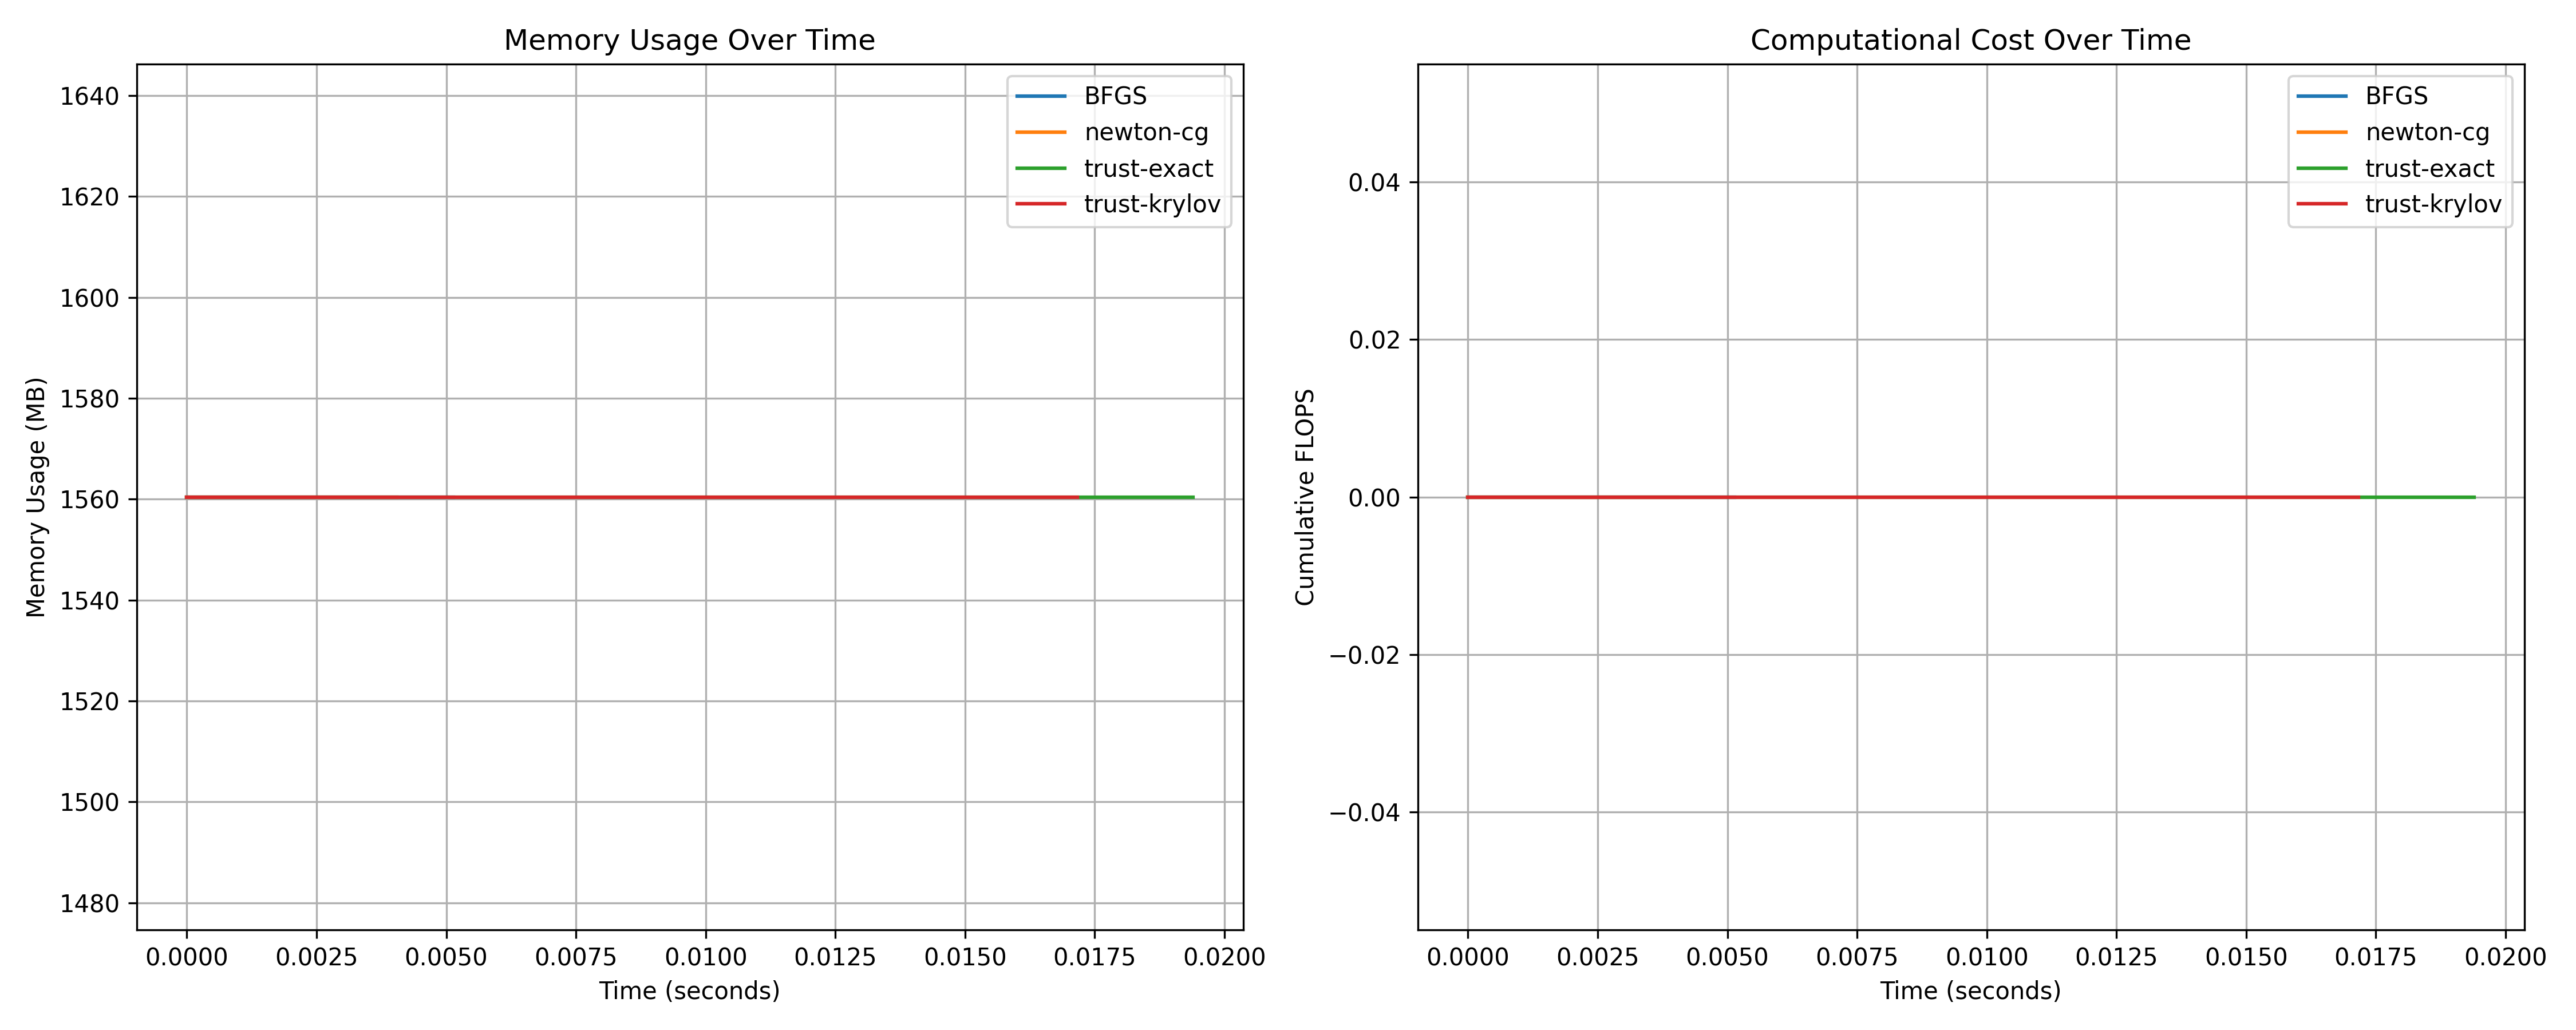 Memory Usage Over Time
Memory Usage (MB)
1640
1620
1600
1580
1560
1540
1520
1500
1480
BFGS
newton-cg
trust-exact
trust-krylov
0.0000 0.0025 0.0050 0.0075 0.0100 0.0125 0.0150 0.0175 0.0200
Time (seconds)
Computational Cost Over Time
Cumulative FLOPS
0.04
0.02
0.00
−0.02
−0.04
BFGS
newton-cg
trust-exact
trust-krylov
0.0000 0.0025 0.0050 0.0075 0.0100 0.0125 0.0150 0.0175 0.0200
Time (seconds)